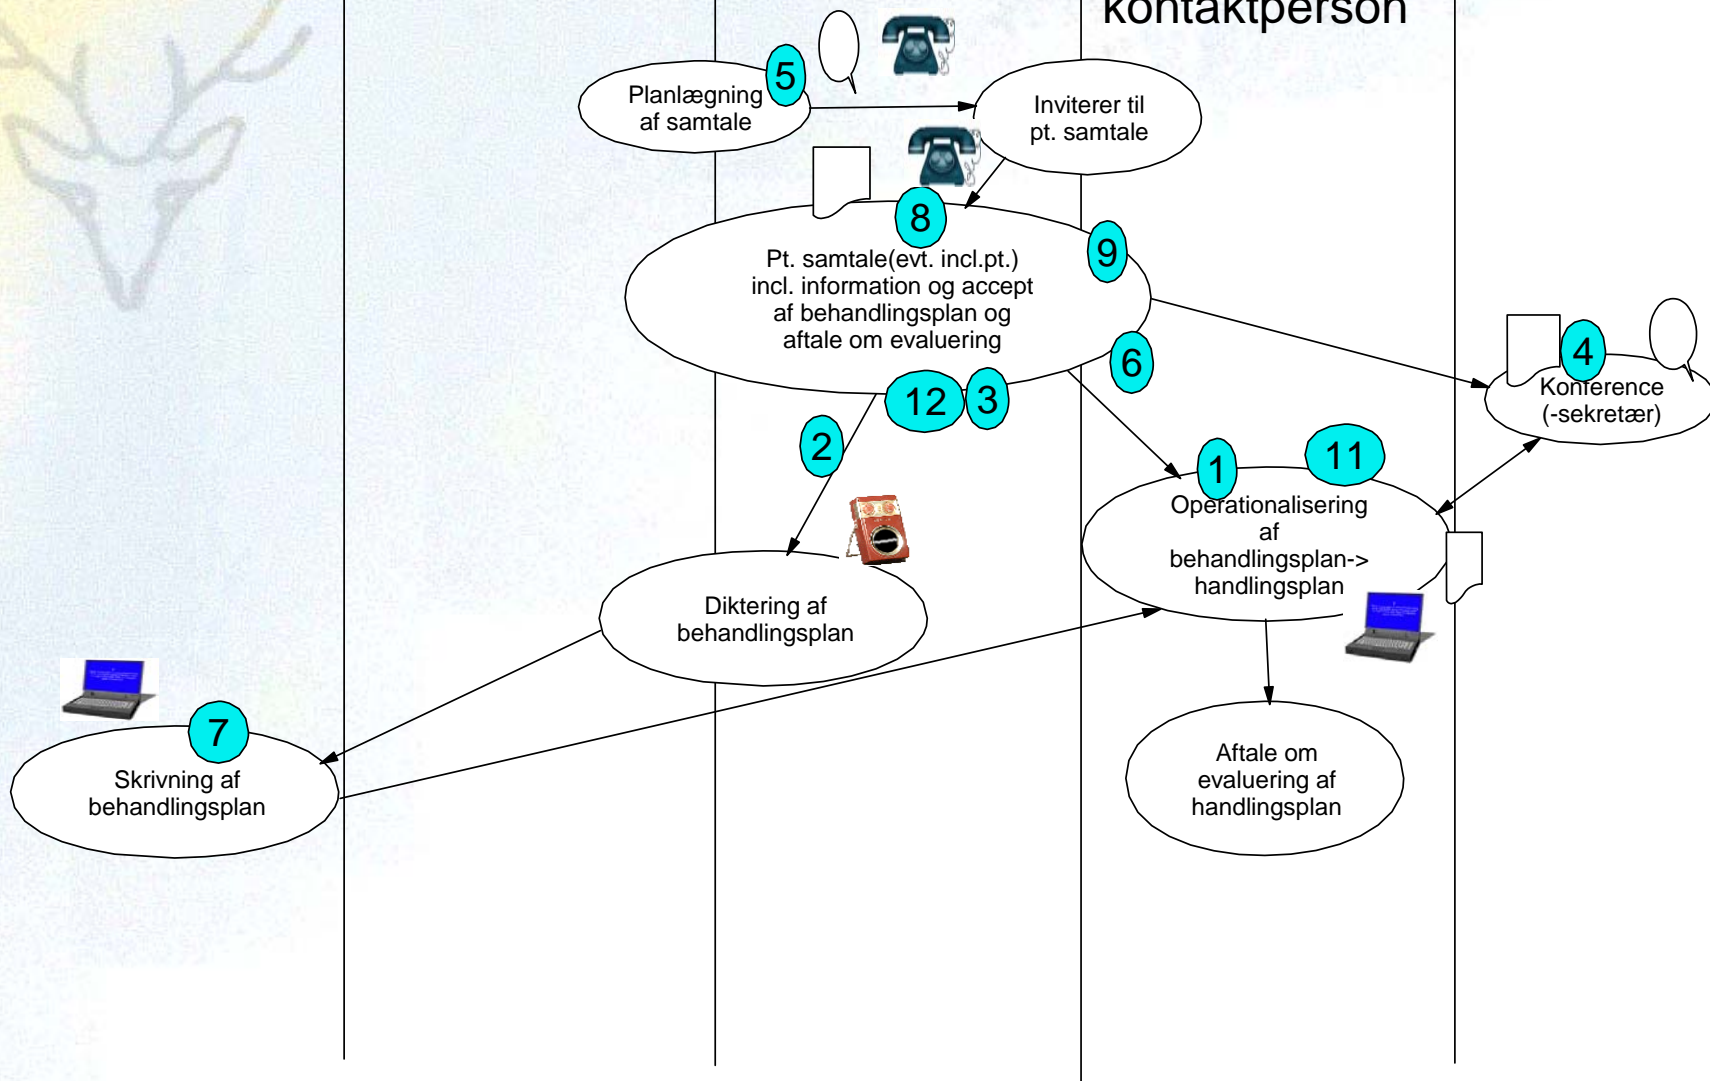 kontaktperson
5
Planlægning
af samtale
Inviterer til
pt. samtale
8
9
Pt. samtale(evt. incl.pt.)
incl. information og accept
af behandlingsplan og
aftale om evaluering
6
12
3
4
Konference
(-sekretær)
2
1
11
Operationalisering
af
behandlingsplan->
handlingsplan
Diktering af
behandlingsplan
7
Skrivning af
behandlingsplan
Aftale om
evaluering af
handlingsplan